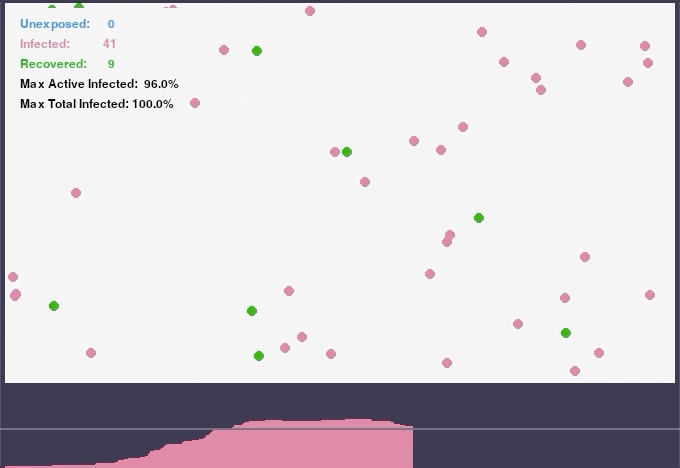 Unexposed: 0
Infected: 41
Recovered: 9
Max Active Infected: 96.0%
Max Total Infected: 100.0%